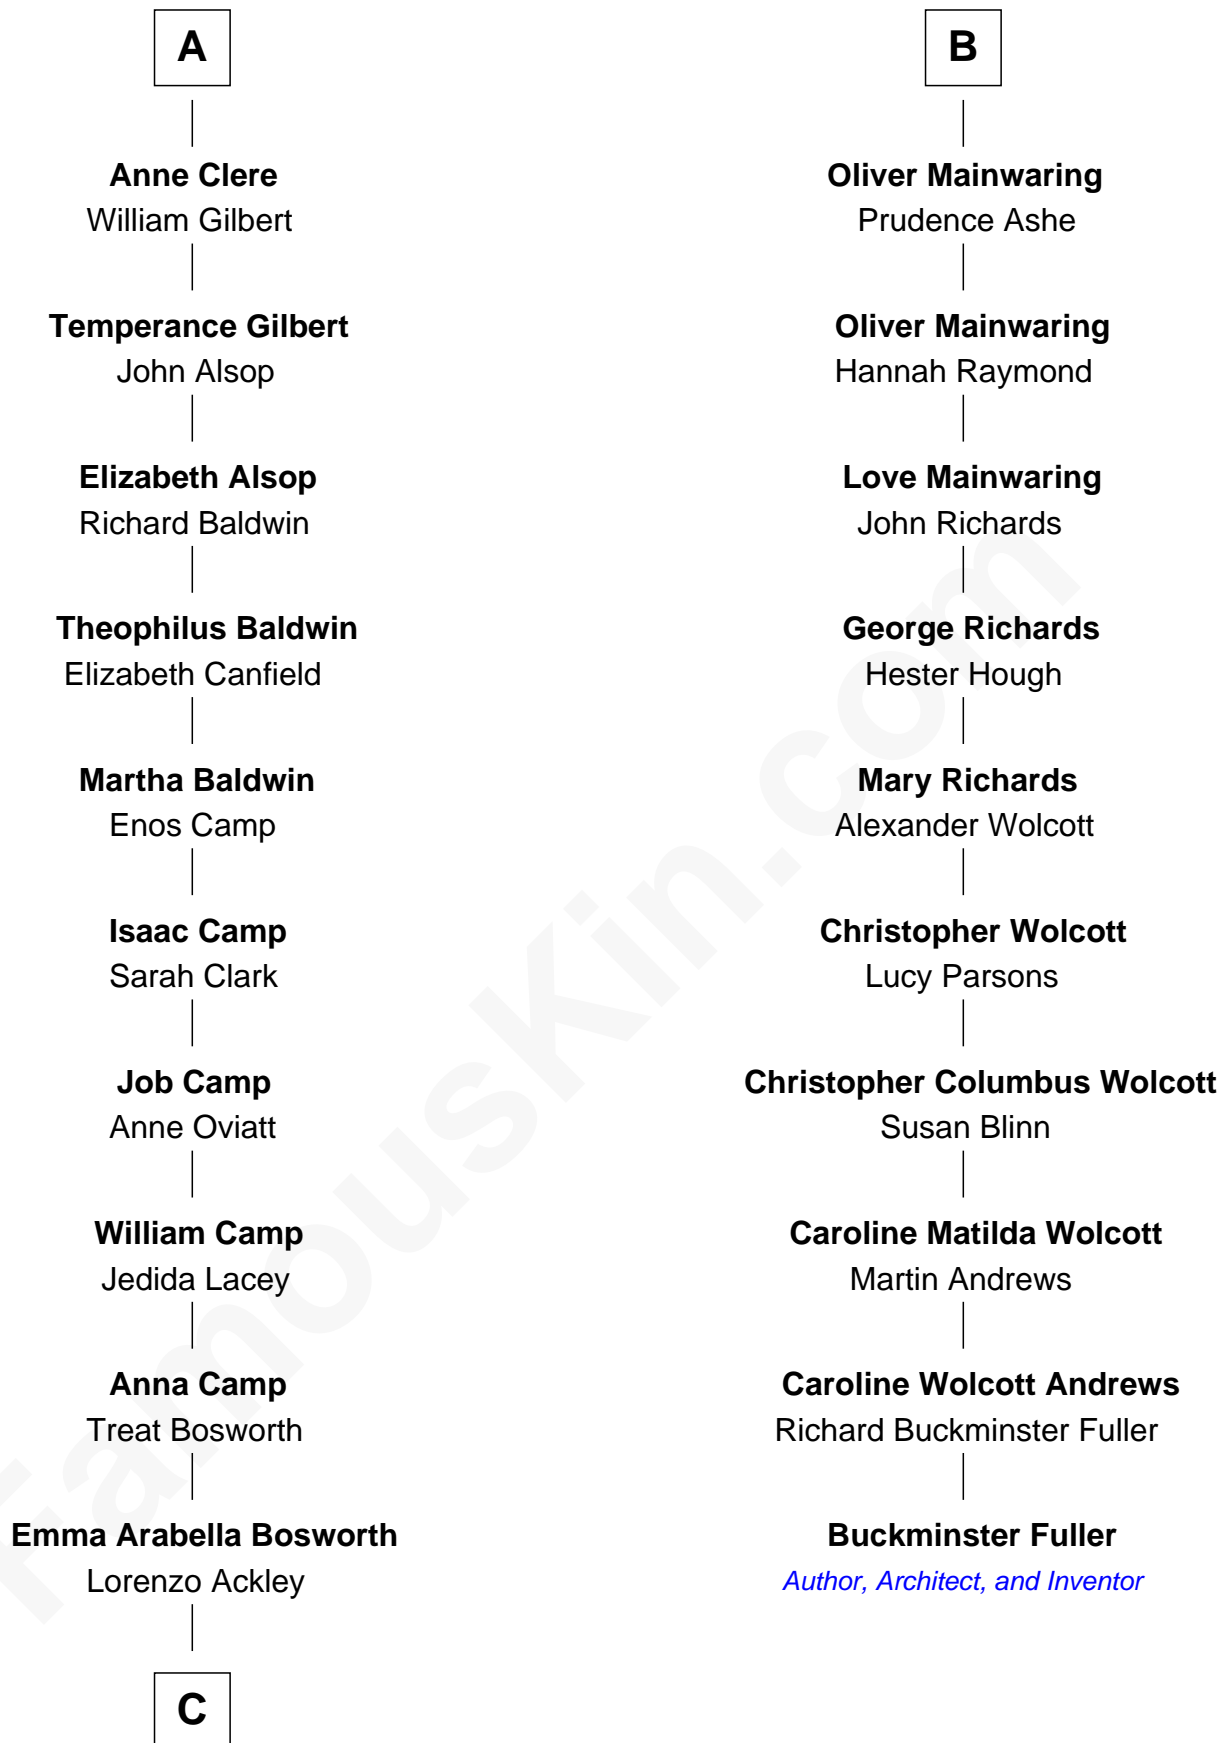 A
Anne Clere
William Gilbert
Temperance Gilbert
John Alsop
Elizabeth Alsop
Richard Baldwin
Theophilus Baldwin
Elizabeth Canfield
Martha Baldwin
Enos Camp
Isaac Camp
Sarah Clark
Job Camp
Anne Oviatt
William Camp
Jedida Lacey
Anna Camp
Treat Bosworth
Emma Arabella Bosworth
Lorenzo Ackley
C
B
Oliver Mainwaring
Prudence Ashe
Oliver Mainwaring
Hannah Raymond
Love Mainwaring
John Richards
George Richards
Hester Hough
Mary Richards
Alexander Wolcott
Christopher Wolcott
Lucy Parsons
Christopher Columbus Wolcott
Susan Blinn
Caroline Matilda Wolcott
Martin Andrews
Caroline Wolcott Andrews
Richard Buckminster Fuller
Buckminster Fuller
Author, Architect, and Inventor
FamousKin.com